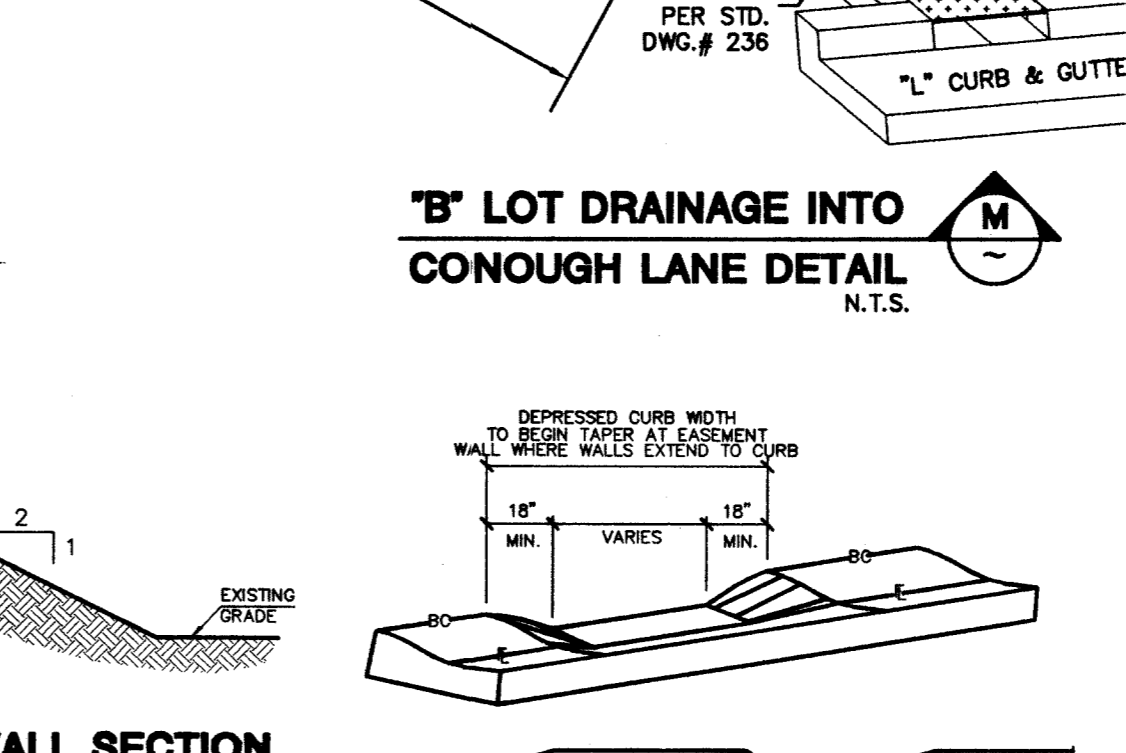 PER STD.
DWG.# 236
"L" CURB & GUTTE
"B" LOT DRAINAGE INTO
CONOUGH LANE DETAIL
N.T.S.
M
~
DEPRESSED CURB WIDTH
TO BEGIN TAPER AT EASEMENT
WALL WHERE WALLS EXTEND TO CURB
18"
MIN.
VARIES
18"
MIN.
2
1
EXISTING
GRADE
BC
BC
SECTION